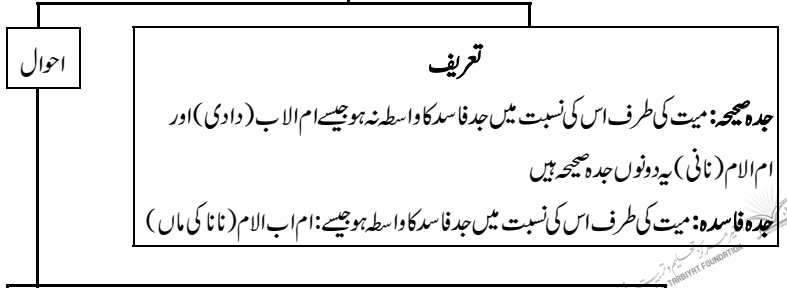 تعریف
احوال
جدہ صحیحہ: میت کی طرف اس کی نسبت میں جد فاسد کا واسطہ نہ ہو جیسے ام الاب (دادی) اور
ام الام (نانی) یہ دونوں جدہ صحیحہ ہیں
جدہ فاسدہ: میت کی طرف اس کی نسبت میں جد فاسد کا واسطہ ہو جیسے: ام اب الام (نانا کی ماں)
TARBIYAT FOUNDATION